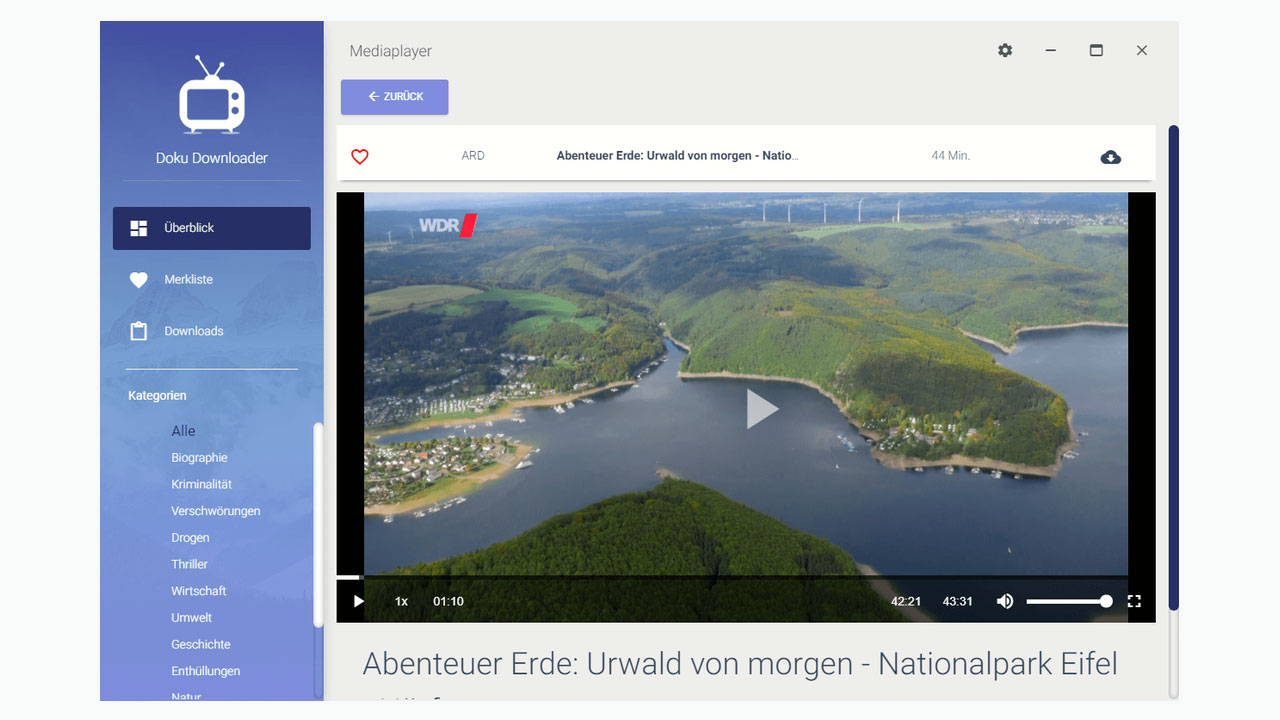 Mediaplayer
Doku Downloader
ZURÜCK
ARD
Abenteuer Erde: Urwald von morgen - Natio...
44 Min.
Überblick
Merkliste
Downloads
Kategorien
Alle
Biographie
Kriminalität
Verschwörungen
Drogen
Thriller
Wirtschaft
Umwelt
Geschichte
Enthüllungen
Natur
WDR
1x
01:10
42:21
43:31
Abenteuer Erde: Urwald von morgen - Nationalpark Eifel